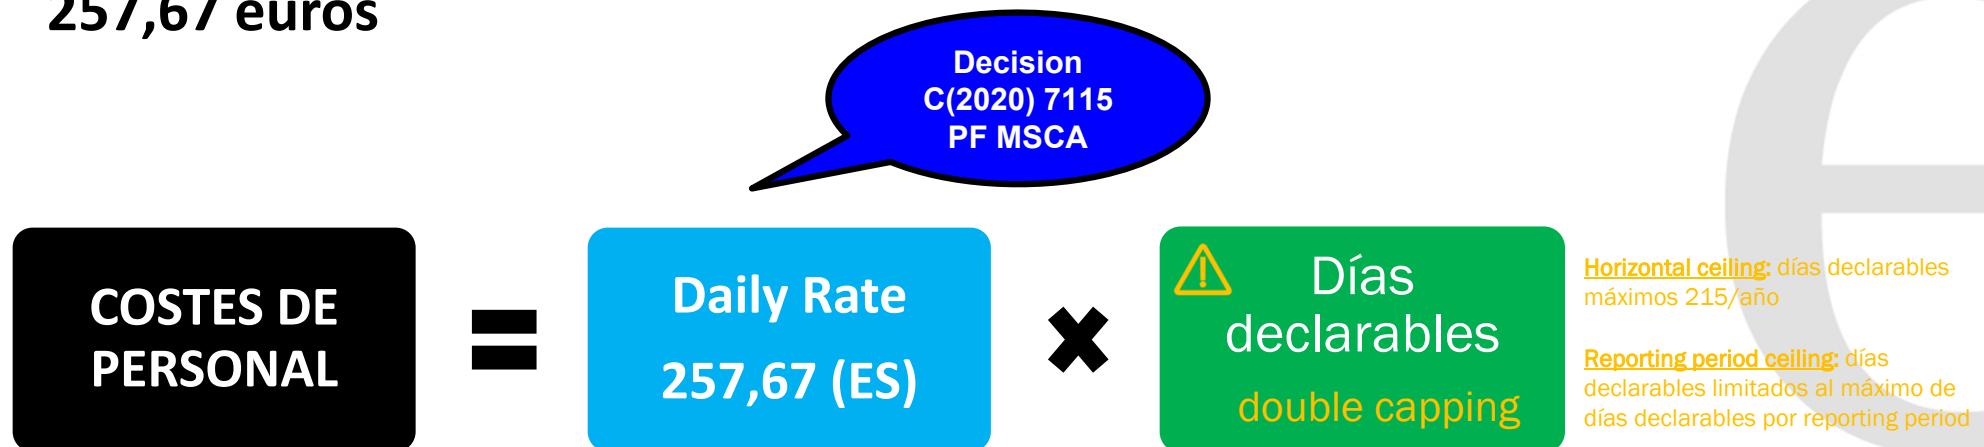 257,67 euros
Decision
C(2020) 7115
PF MSCA
COSTES DE
PERSONAL
=
Daily Rate
257,67 (ES)
×
Días
declarables
double capping
Horizontal ceiling: días declarables
máximos 215/año
Reporting period ceiling: días
declarables limitados al máximo de
días declarables por reporting period